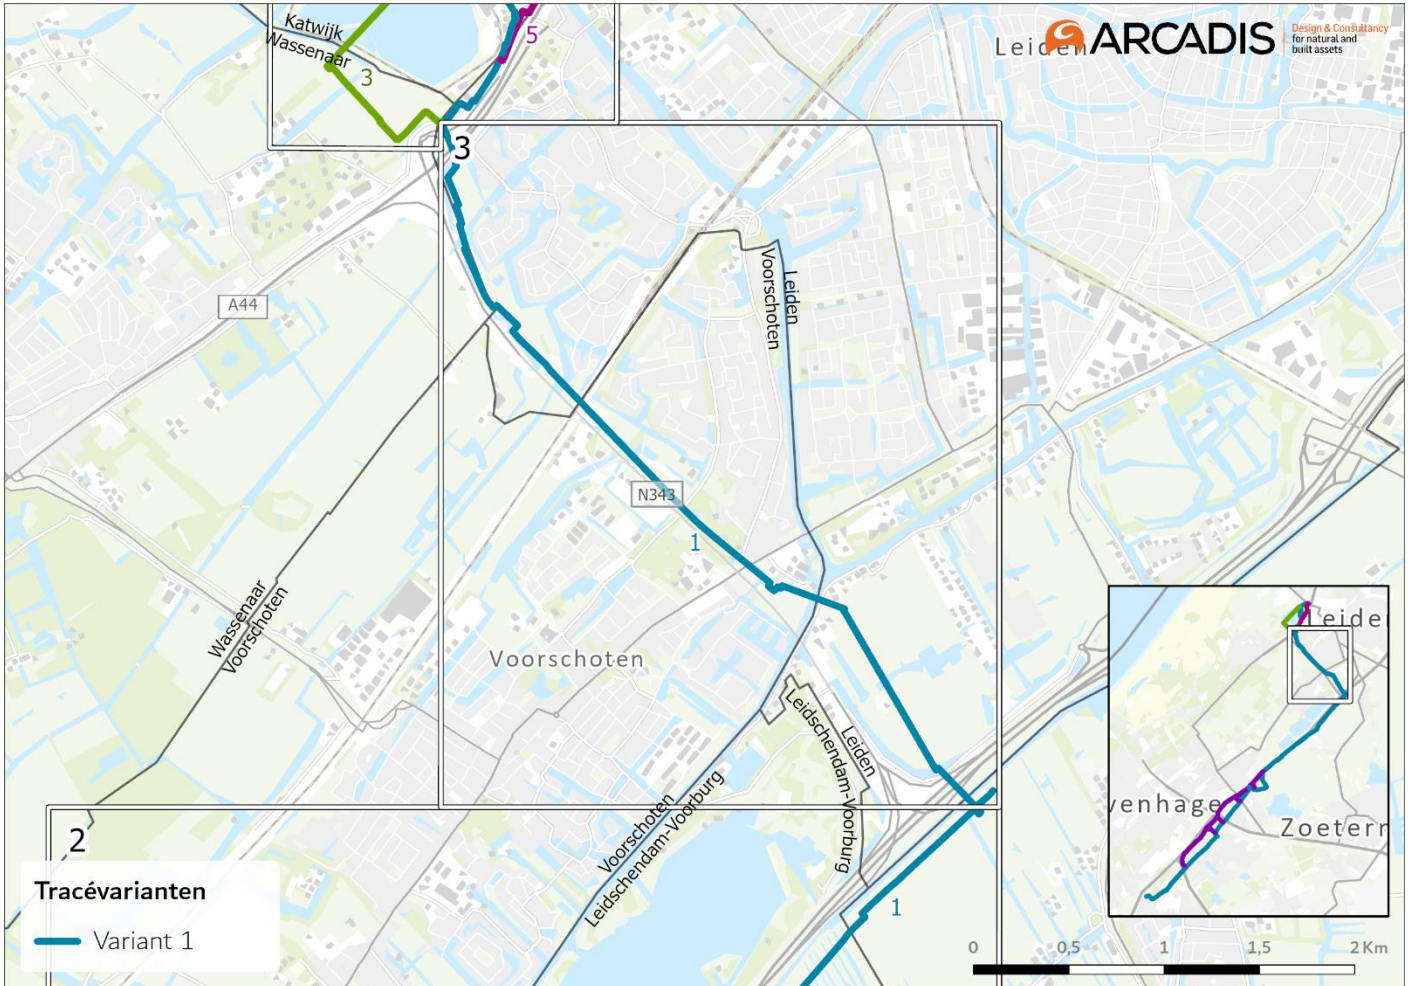 Katwijk
Wassenaar
5
3
Leiden
ARCADIS
Design & Consultancy
for natural and
built assets
3
A44
Leiden
Voorschoten
N343
1
Wassenaar
Voorschoten
Voorschoten
Leiden
Leidschendam-Voorburg
Voorschoten
Leidschendam-Voorburg
2
Tracévarianten
Variant 1
1
Leiden
venhage
Zoeterm
0
0,5
1
1,5
2 Km